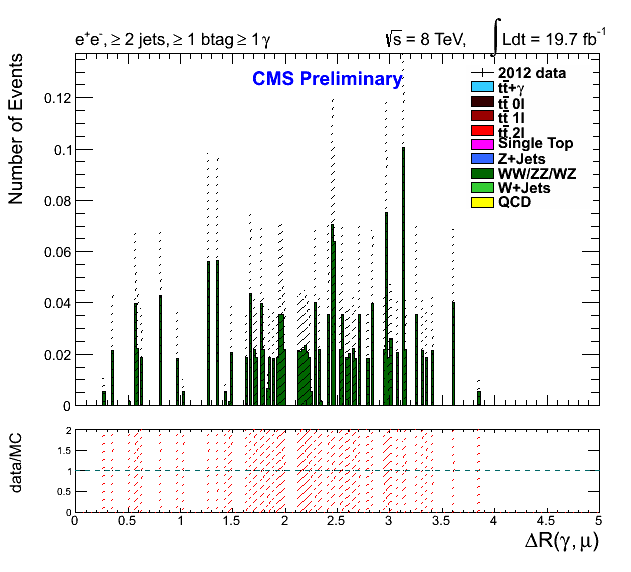 e⁺e⁻, ≥ 2 jets, ≥ 1 btag ≥ 1 γ √s = 8 TeV, ∫ Ldt = 19.7 fb⁻¹
CMS Preliminary
Number of Events
0.12
0.1
0.08
0.06
0.04
0.02
0
2012 data
tt̄+γ
tt̄ 0l
tt̄ 1l
tt̄ 2l
Single Top
Z+Jets
WW/ZZ/WZ
W+Jets
QCD
data/MC
2
1.5
1
0.5
0
0 0.5 1 1.5 2 2.5 3 3.5 4 4.5 5
ΔR(γ, μ)